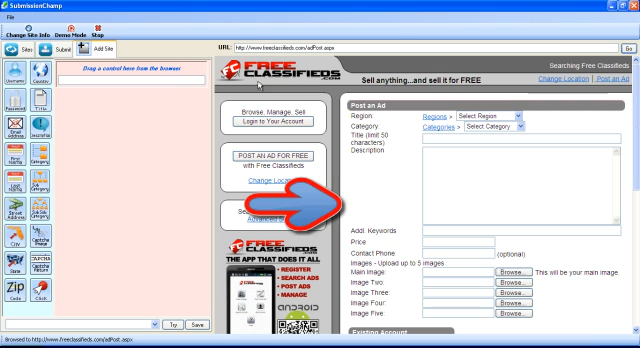 SubmissionChamp
File
Change Site Info Demo Mode Stop
Sites Submit Add Site
URL: http://www.freeclassifieds.com/adPost.aspx Go
Drag a control here from the browser
Username Country
Password Title
Email Address Description
First Name Category
Last Name Sub Category
Street Address SubSub Category
City Captcha Image
State CAPTCHA Captcha Return
Zip Code Click
Try Save
FREE CLASSIFIEDS .COM
Searching Free Classifieds
Sell anything...and sell it for FREE
Change Location | Post an Ad
Browse, Manage, Sell
Login to Your Account
POST AN AD FOR FREE
with Free Classifieds
FREE CLASSIFIEDS
THE APP THAT DOES IT ALL
• REGISTER
• SEARCH ADS
• POST ADS
• MANAGE
ANDROID
Post an Ad
Region: Regions > Select Region
Category: Categories > Select Category
Title (limit 50 characters)
Description
Addl. Keywords
Price
Contact Phone (optional)
Images - Upload up to 5 images
Main Image: Browse... This will be your main image
Image Two: Browse...
Image Three: Browse...
Image Four: Browse...
Image Five: Browse...
Existing Account
Browsed to http://www.freeclassifieds.com/adPost.aspx